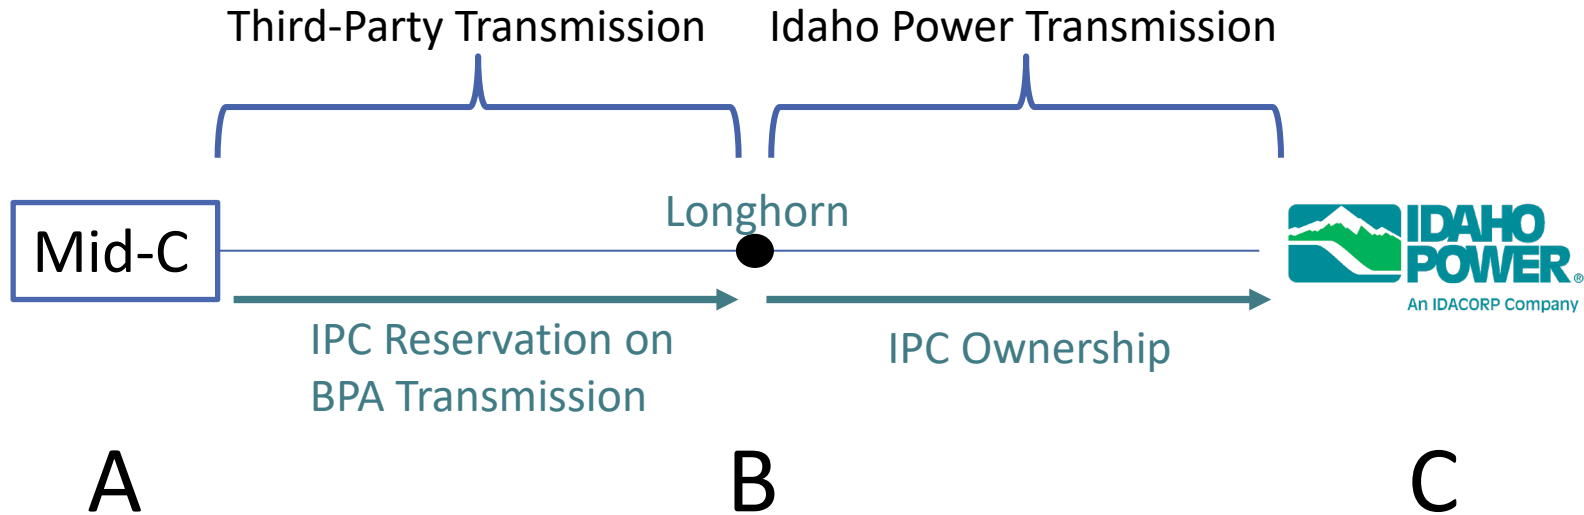 Third-Party Transmission
Idaho Power Transmission
Mid-C
Longhorn
IDAHO
POWER®
An IDACORP Company
IPC Reservation on
BPA Transmission
IPC Ownership
A
B
C